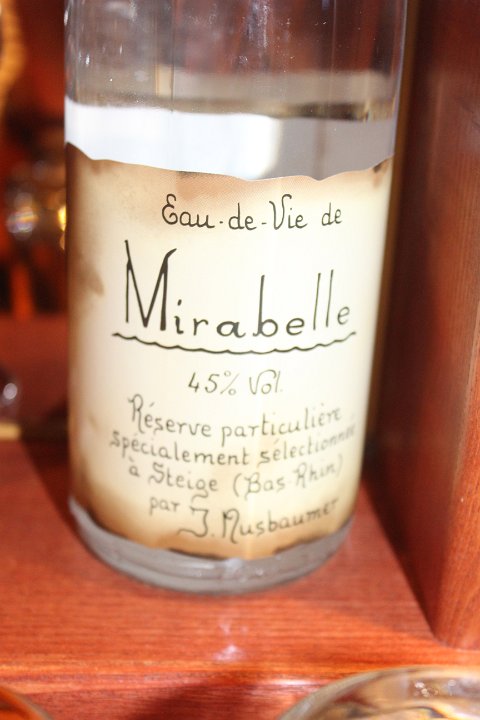 Eau-de-Vie de
Mirabelle
45% Vol.
Réserve particulière
spécialement sélectionnée
à Steige (Bas-Rhin)
par J. Nusbaumer